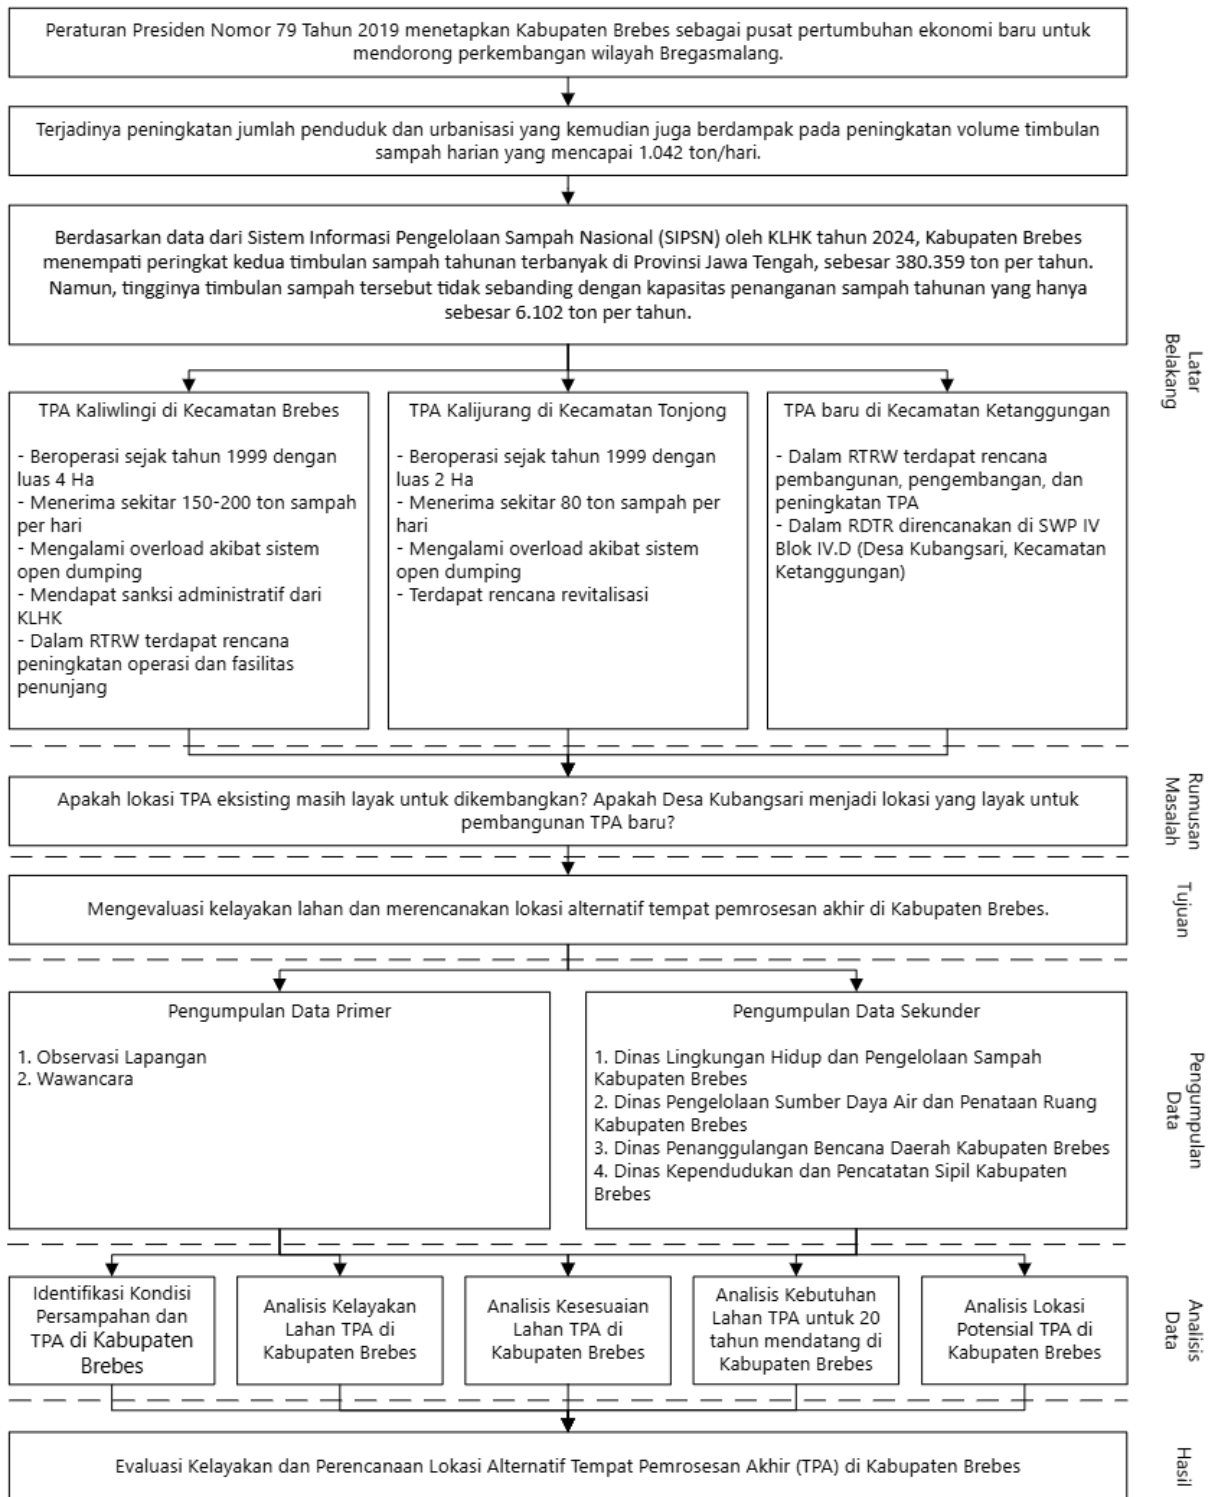 Peraturan Presiden Nomor 79 Tahun 2019 menetapkan Kabupaten Brebes sebagai pusat pertumbuhan ekonomi baru untuk
mendorong perkembangan wilayah Bregasmalang.
Terjadinya peningkatan jumlah penduduk dan urbanisasi yang kemudian juga berdampak pada peningkatan volume timbulan
sampah harian yang mencapai 1.042 ton/hari.
Berdasarkan data dari Sistem Informasi Pengelolaan Sampah Nasional (SIPSN) oleh KLHK tahun 2024, Kabupaten Brebes
menempati peringkat kedua timbulan sampah tahunan terbanyak di Provinsi Jawa Tengah, sebesar 380.359 ton per tahun.
Namun, tingginya timbulan sampah tersebut tidak sebanding dengan kapasitas penanganan sampah tahunan yang hanya
sebesar 6.102 ton per tahun.
Latar
Belakang
TPA Kaliwlingi di Kecamatan Brebes
- Beroperasi sejak tahun 1999 dengan
luas 4 Ha
- Menerima sekitar 150-200 ton sampah
per hari
- Mengalami overload akibat sistem
open dumping
- Mendapat sanksi administratif dari
KLHK
- Dalam RTRW terdapat rencana
peningkatan operasi dan fasilitas
penunjang
TPA Kalijurang di Kecamatan Tonjong
- Beroperasi sejak tahun 1999 dengan
luas 2 Ha
- Menerima sekitar 80 ton sampah per
hari
- Mengalami overload akibat sistem
open dumping
- Terdapat rencana revitalisasi
TPA baru di Kecamatan Ketanggungan
- Dalam RTRW terdapat rencana
pembangunan, pengembangan, dan
peningkatan TPA
- Dalam RDTR direncanakan di SWP IV
Blok IV.D (Desa Kubangsari, Kecamatan
Ketanggungan)
Apakah lokasi TPA eksisting masih layak untuk dikembangkan? Apakah Desa Kubangsari menjadi lokasi yang layak untuk
pembangunan TPA baru?
Rumusan
Masalah
Mengevaluasi kelayakan lahan dan merencanakan lokasi alternatif tempat pemrosesan akhir di Kabupaten Brebes.
Tujuan
Pengumpulan Data Primer
1. Observasi Lapangan
2. Wawancara
Pengumpulan Data Sekunder
1. Dinas Lingkungan Hidup dan Pengelolaan Sampah
Kabupaten Brebes
2. Dinas Pengelolaan Sumber Daya Air dan Penataan Ruang
Kabupaten Brebes
3. Dinas Penanggulangan Bencana Daerah Kabupaten Brebes
4. Dinas Kependudukan dan Pencatatan Sipil Kabupaten
Brebes
Pengumpulan
Data
Identifikasi Kondisi
Persampahan dan
TPA di Kabupaten
Brebes
Analisis Kelayakan
Lahan TPA di
Kabupaten Brebes
Analisis Kesesuaian
Lahan TPA di
Kabupaten Brebes
Analisis Kebutuhan
Lahan TPA untuk 20
tahun mendatang di
Kabupaten Brebes
Analisis Lokasi
Potensial TPA di
Kabupaten Brebes
Analisis
Data
Evaluasi Kelayakan dan Perencanaan Lokasi Alternatif Tempat Pemrosesan Akhir (TPA) di Kabupaten Brebes
Hasil